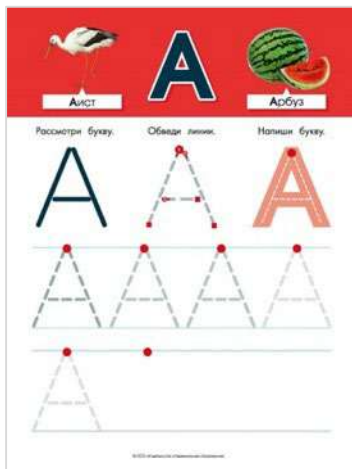 А
Аист
Арбуз
Рассмотри букву. Обведи линии. Напиши букву.
А А А
А А А А
А